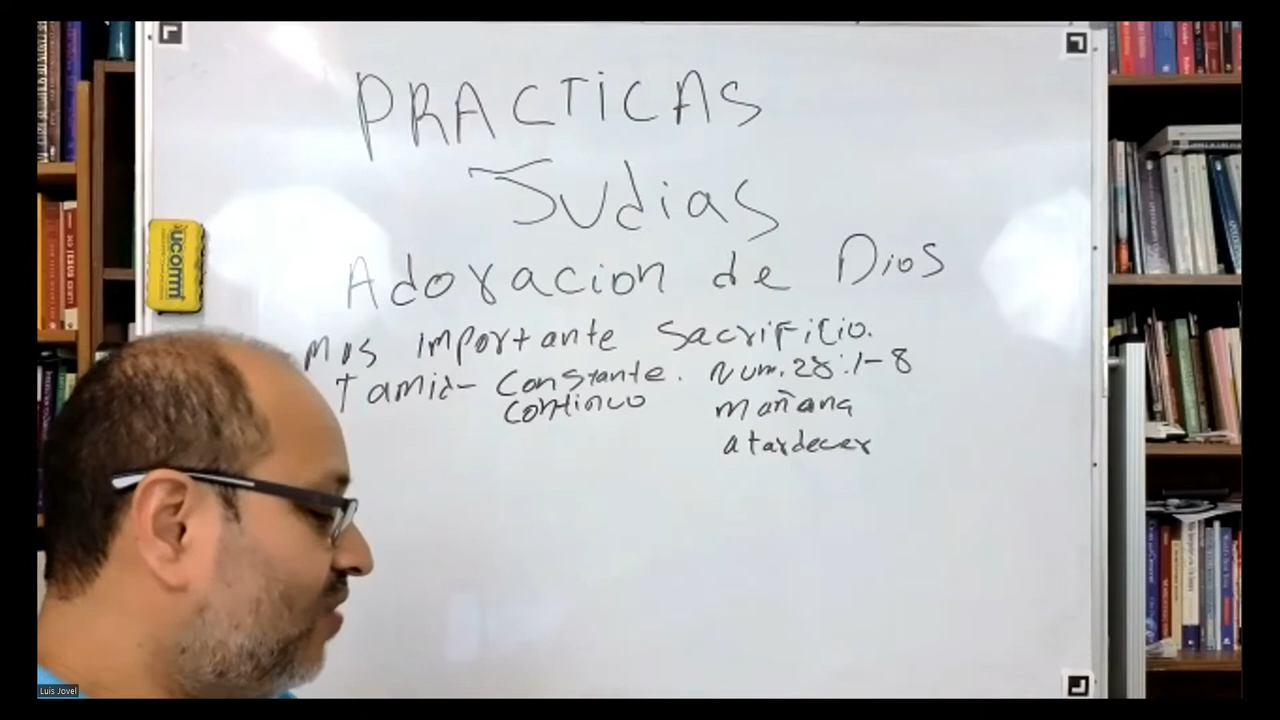 PRACTICAS
Judias
Adoracion de Dios
mas importante sacrificio.
Tamid - Constante. Num. 28:1-8
continuo mañana
atardecer
ucomm
Luis Jovel